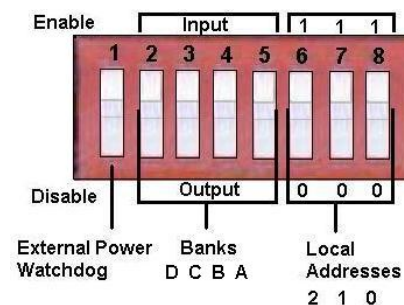 Enable Input 1 1 1
1 2 3 4 5 6 7 8
Disable Output 0 0 0
External Power Watchdog
Banks
D C B A
Local Addresses
2 1 0